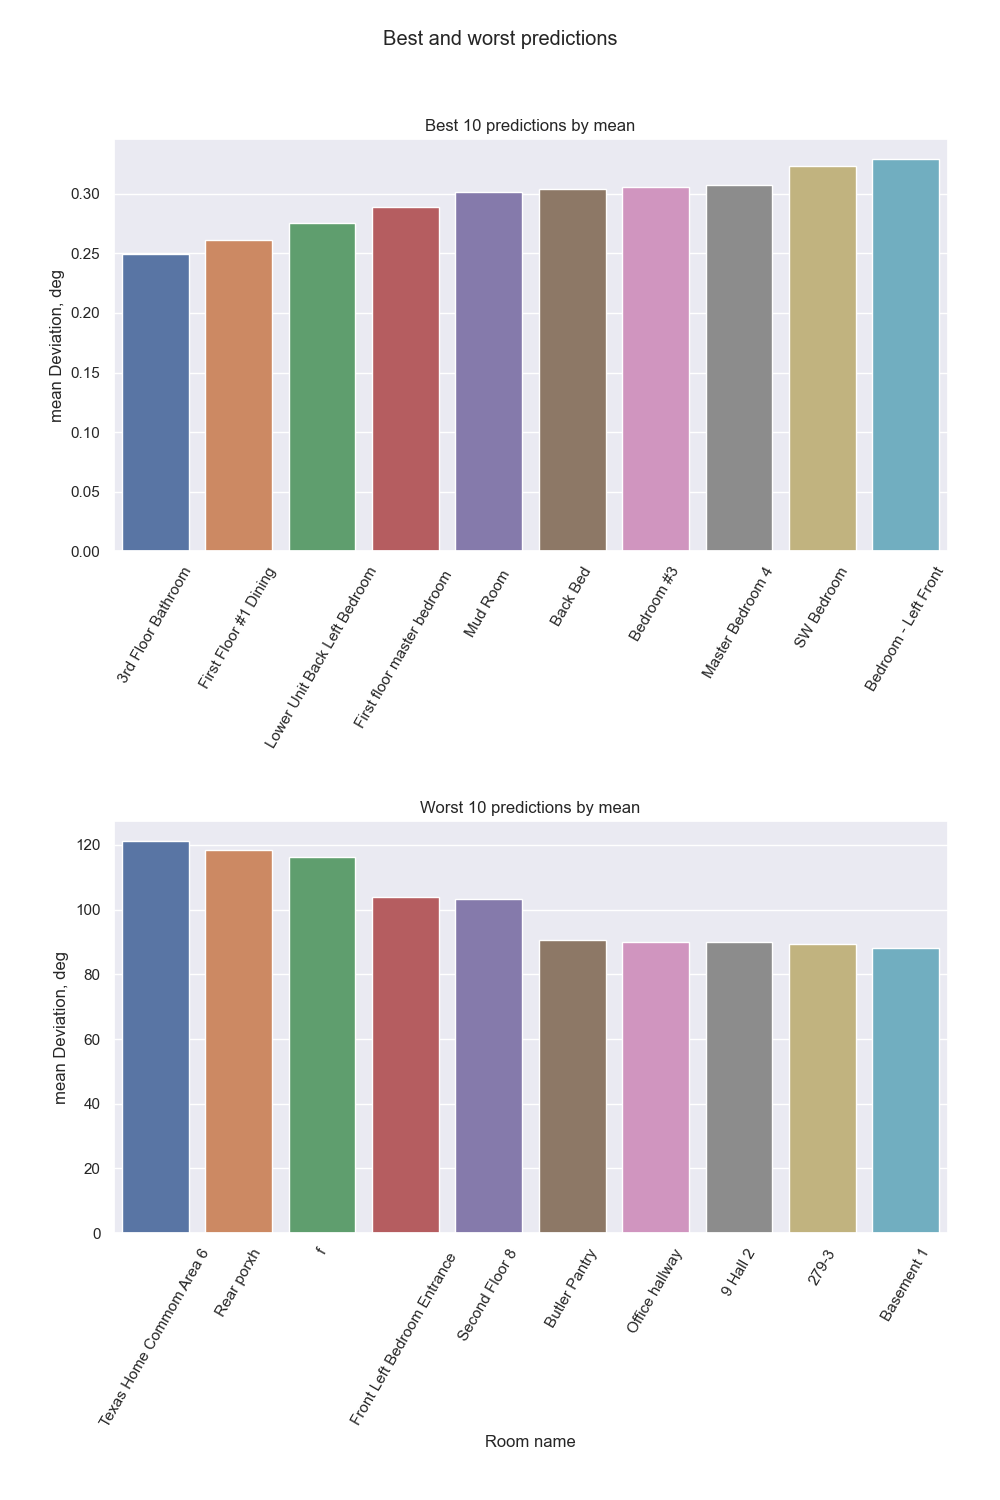 Best and worst predictions
Best 10 predictions by mean
mean Deviation, deg
0.30
0.25
0.20
0.15
0.10
0.05
0.00
3rd Floor Bathroom
First Floor #1 Dining
Lower Unit Back Left Bedroom
First floor master bedroom
Mud Room
Back Bed
Bedroom #3
Master Bedroom 4
SW Bedroom
Bedroom - Left Front
Worst 10 predictions by mean
mean Deviation, deg
120
100
80
60
40
20
0
Texas Home Commom Area 6
Rear porxh
f
Front Left Bedroom Entrance
Second Floor 8
Butler Pantry
Office hallway
9 Hall 2
279-3
Basement 1
Room name